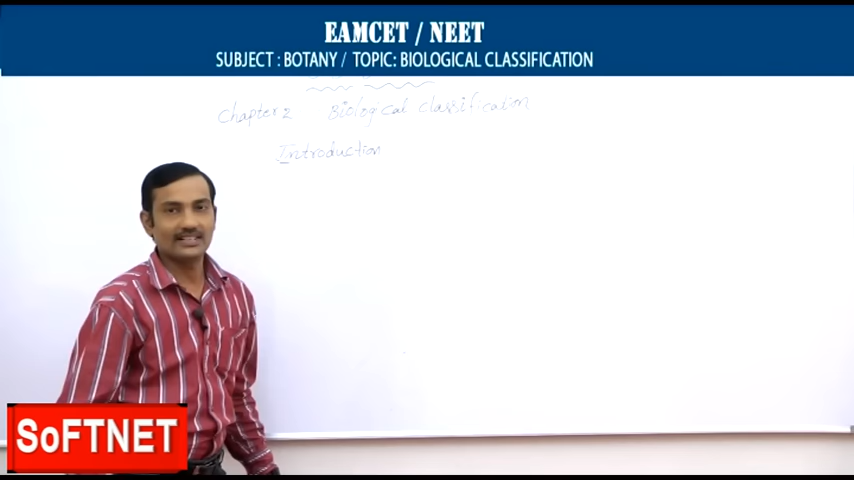 EAMCET / NEET
SUBJECT : BOTANY / TOPIC: BIOLOGICAL CLASSIFICATION
Chapter 2 Biological classification
Introduction
SoFTNET